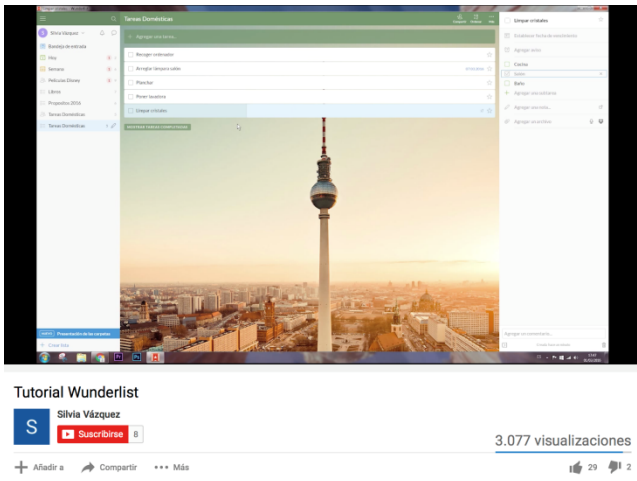 Silvia Vázquez
Bandeja de entrada
Hoy
Semana
Películas Disney
Libros
Propósitos 2016
Tareas Domésticas
Tareas Domésticas
Presentación de las carpetas
Crear lista
Tareas Domésticas
Agregar una tarea...
Recoger ordenador
Arreglar lámpara salón
Planchar
Poner lavadora
Limpiar cristales
MOSTRAR TAREAS COMPLETADAS
Limpiar cristales
Establecer fecha de vencimiento
Agregar aviso
Cocina
Salón
Baño
Agregar una subtarea
Agregar una nota...
Agregar un archivo
Agregar un comentario...
Tutorial Wunderlist
S
Silvia Vázquez
Suscribirse 8
3.077 visualizaciones
Añadir a Compartir Más
29 2